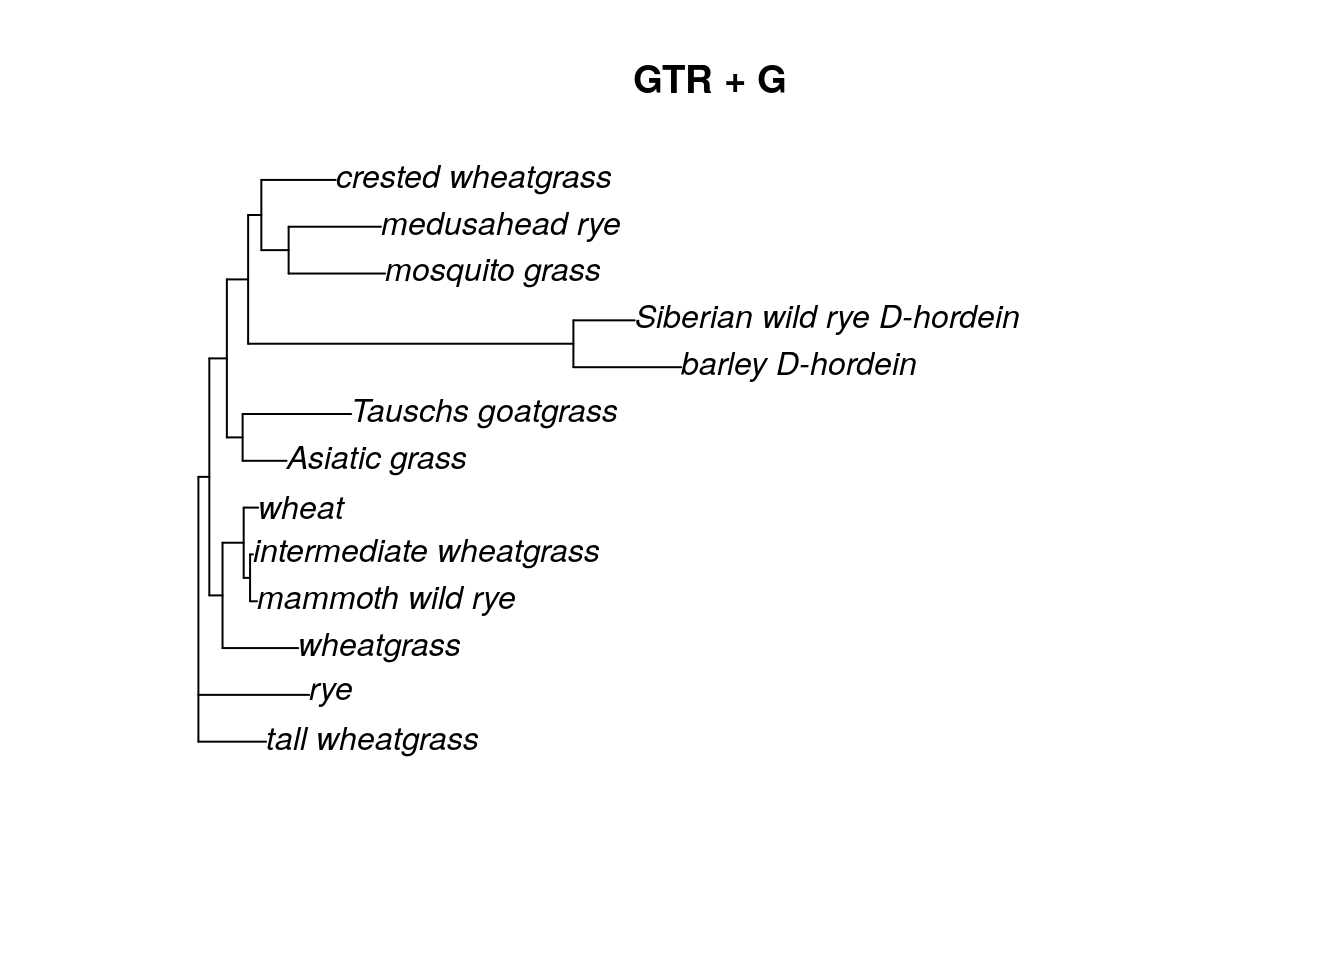 GTR + G
crested wheatgrass
medusahead rye
mosquito grass
Siberian wild rye D-hordein
barley D-hordein
Tauschs goatgrass
Asiatic grass
wheat
intermediate wheatgrass
mammoth wild rye
wheatgrass
rye
tall wheatgrass